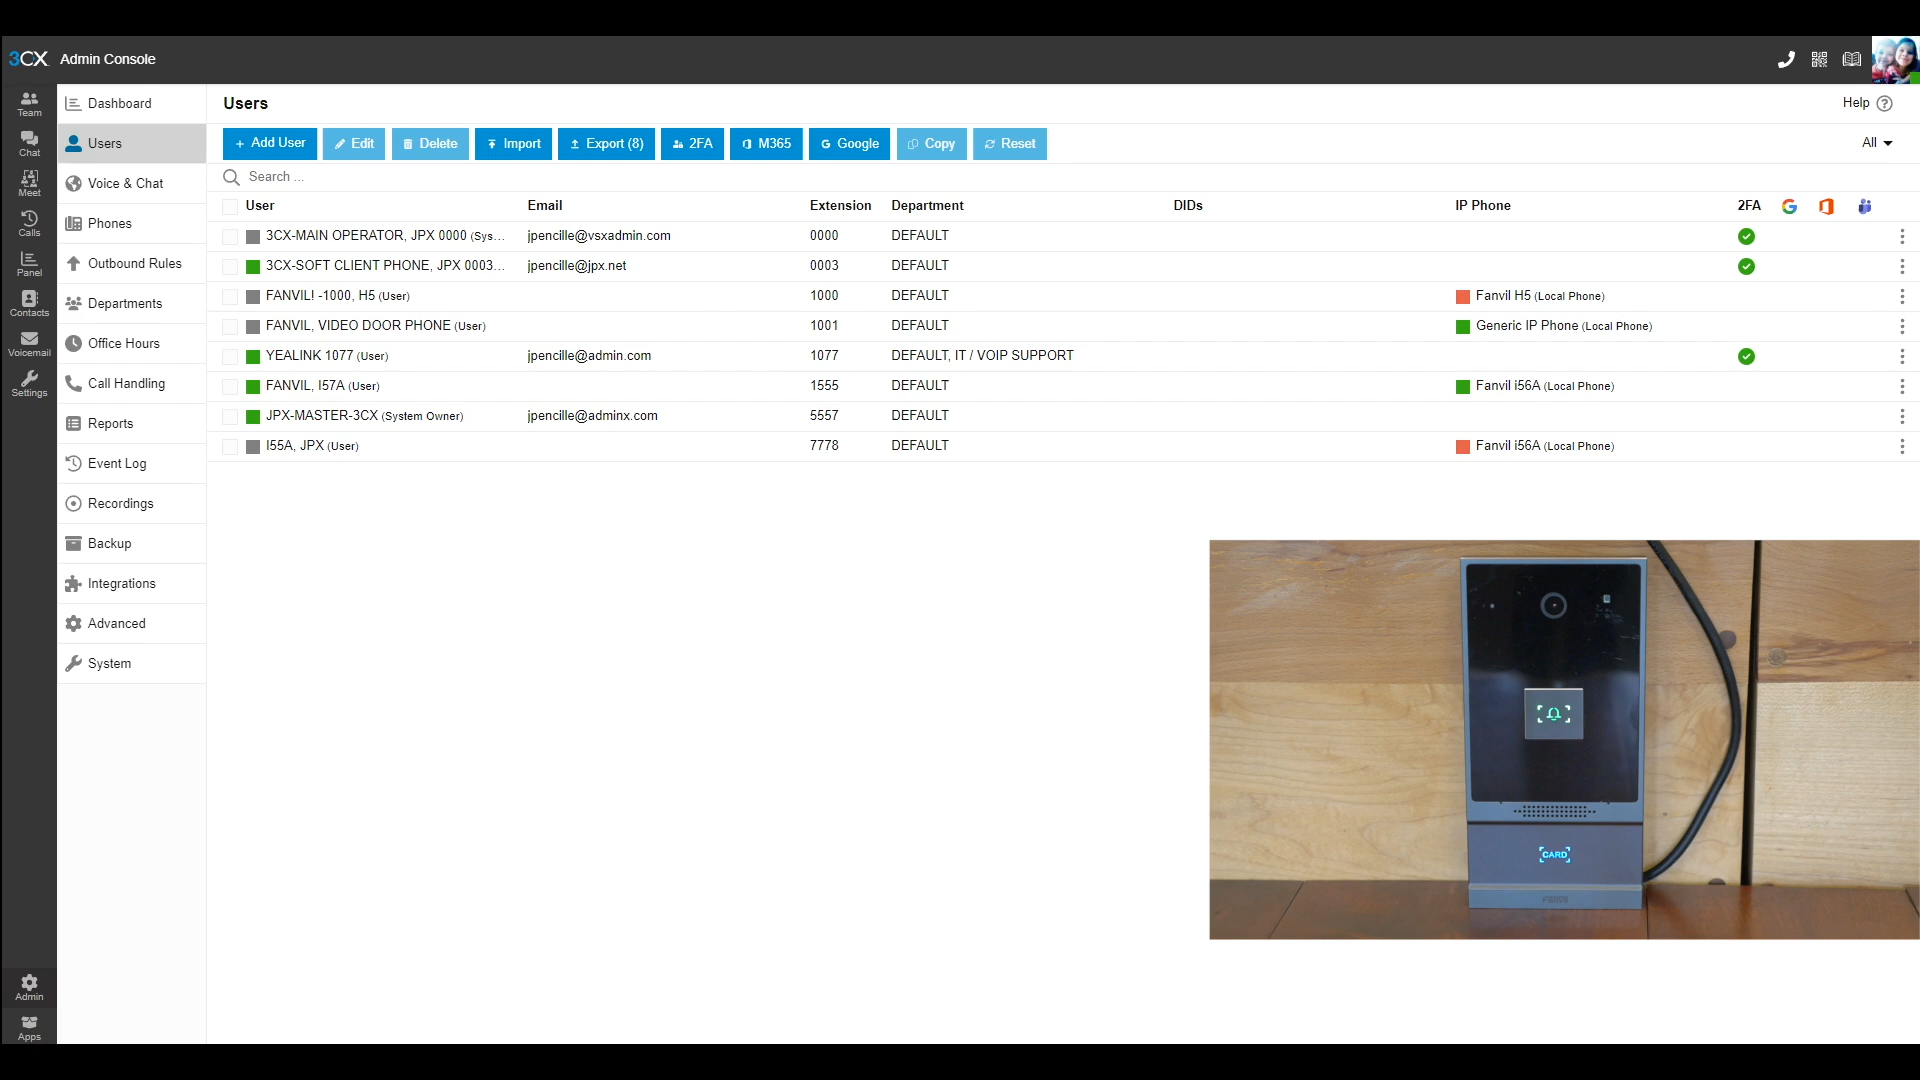 3CX Admin Console
Team
Chat
Meet
Calls
Panel
Contacts
Voicemail
Settings
Admin
Apps
Dashboard
Users
Voice & Chat
Phones
Outbound Rules
Departments
Office Hours
Call Handling
Reports
Event Log
Recordings
Backup
Integrations
Advanced
System
Users
Help ?
+ Add User Edit Delete Import Export (8) 2FA M365 G Google Copy Reset All
Search ...
User Email Extension Department DIDs IP Phone 2FA G
3CX-MAIN OPERATOR, JPX 0000 (Sys... jpencille@vsxadmin.com 0000 DEFAULT
3CX-SOFT CLIENT PHONE, JPX 0003... jpencille@jpx.net 0003 DEFAULT
FANVIL! -1000, H5 (User) 1000 DEFAULT Fanvil H5 (Local Phone)
FANVIL, VIDEO DOOR PHONE (User) 1001 DEFAULT Generic IP Phone (Local Phone)
YEALINK 1077 (User) jpencille@admin.com 1077 DEFAULT, IT / VOIP SUPPORT
FANVIL, I57A (User) 1555 DEFAULT Fanvil i56A (Local Phone)
JPX-MASTER-3CX (System Owner) jpencille@adminx.com 5557 DEFAULT
I55A, JPX (User) 7778 DEFAULT Fanvil i56A (Local Phone)
CARD